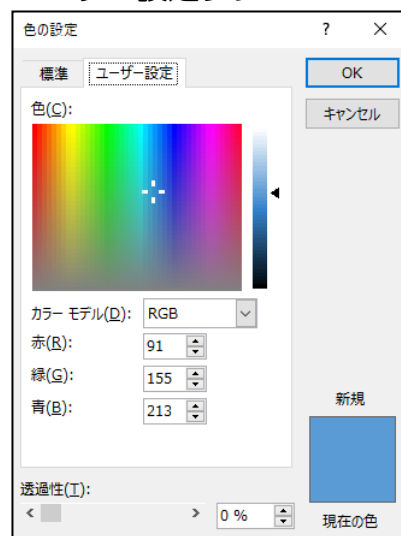 色の設定 ? ×
標準 ユーザー設定 OK
色(C): キャンセル
カラー モデル(D): RGB
赤(R): 91
緑(G): 155
青(B): 213
新規
透過性(T):
< > 0 %
現在の色